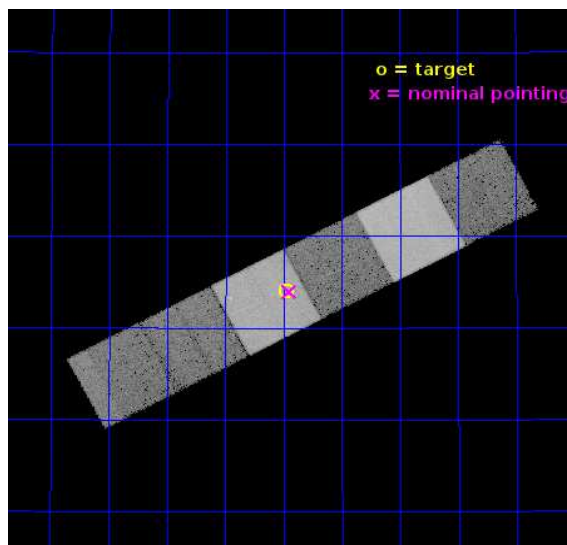 o = target
x = nominal pointing